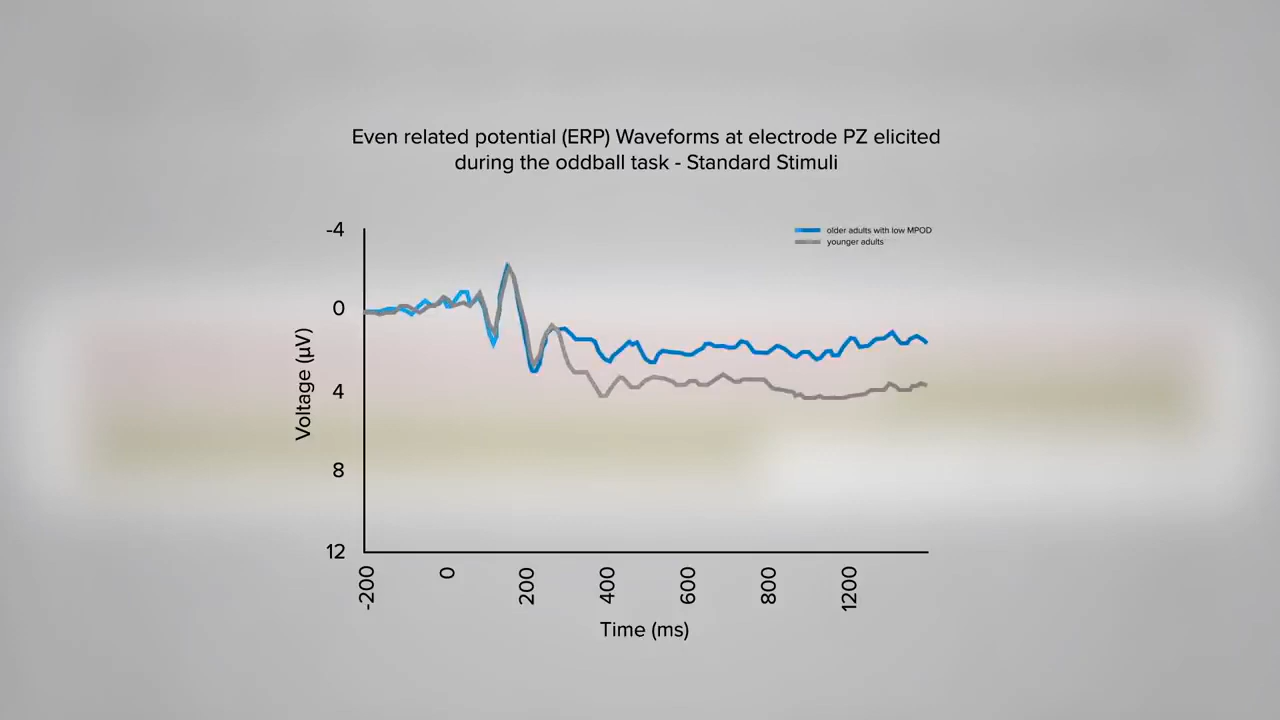 Even related potential (ERP) Waveforms at electrode PZ elicited
during the oddball task - Standard Stimuli
older adults with low MPOD
younger adults
-4
0
4
8
12
Voltage (μV)
-200
0
200
400
600
800
1200
Time (ms)